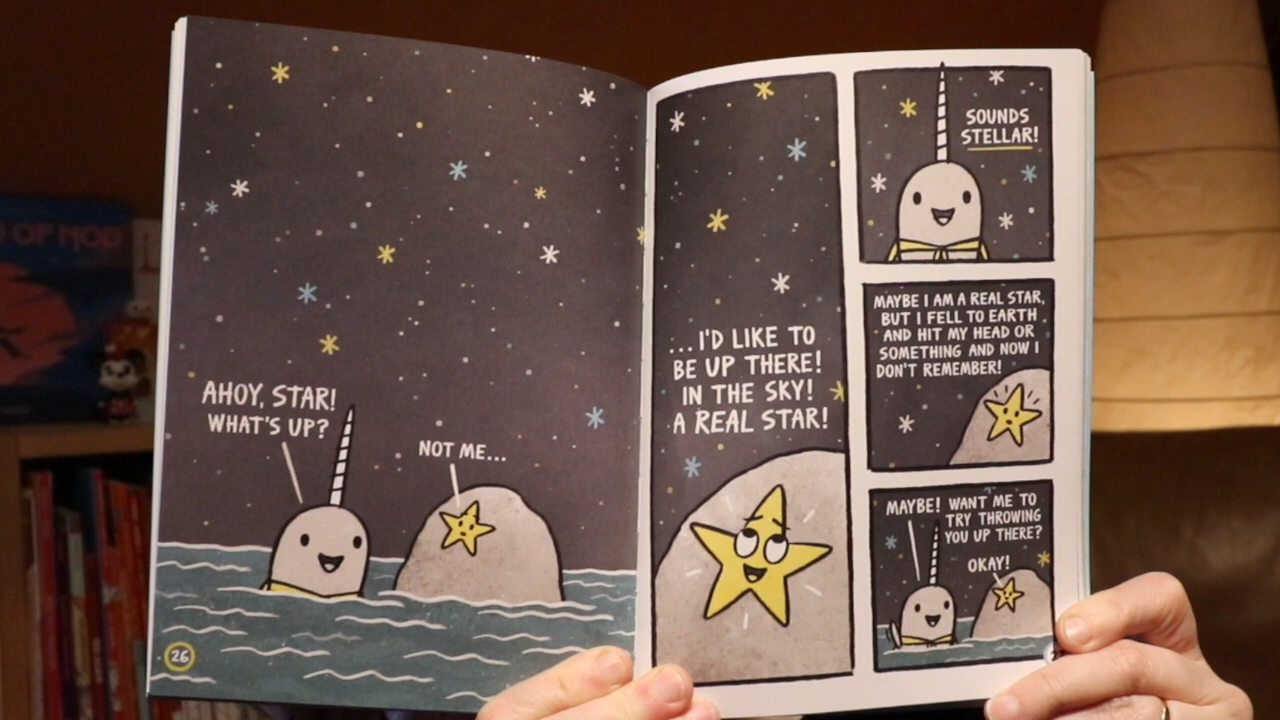 AHOY, STAR!
WHAT'S UP?
NOT ME...
26
...I'D LIKE TO
BE UP THERE!
IN THE SKY!
A REAL STAR!
SOUNDS
STELLAR!
MAYBE I AM A REAL STAR,
BUT I FELL TO EARTH
AND HIT MY HEAD OR
SOMETHING AND NOW I
DON'T REMEMBER!
MAYBE! WANT ME TO
TRY THROWING
YOU UP THERE?
OKAY!